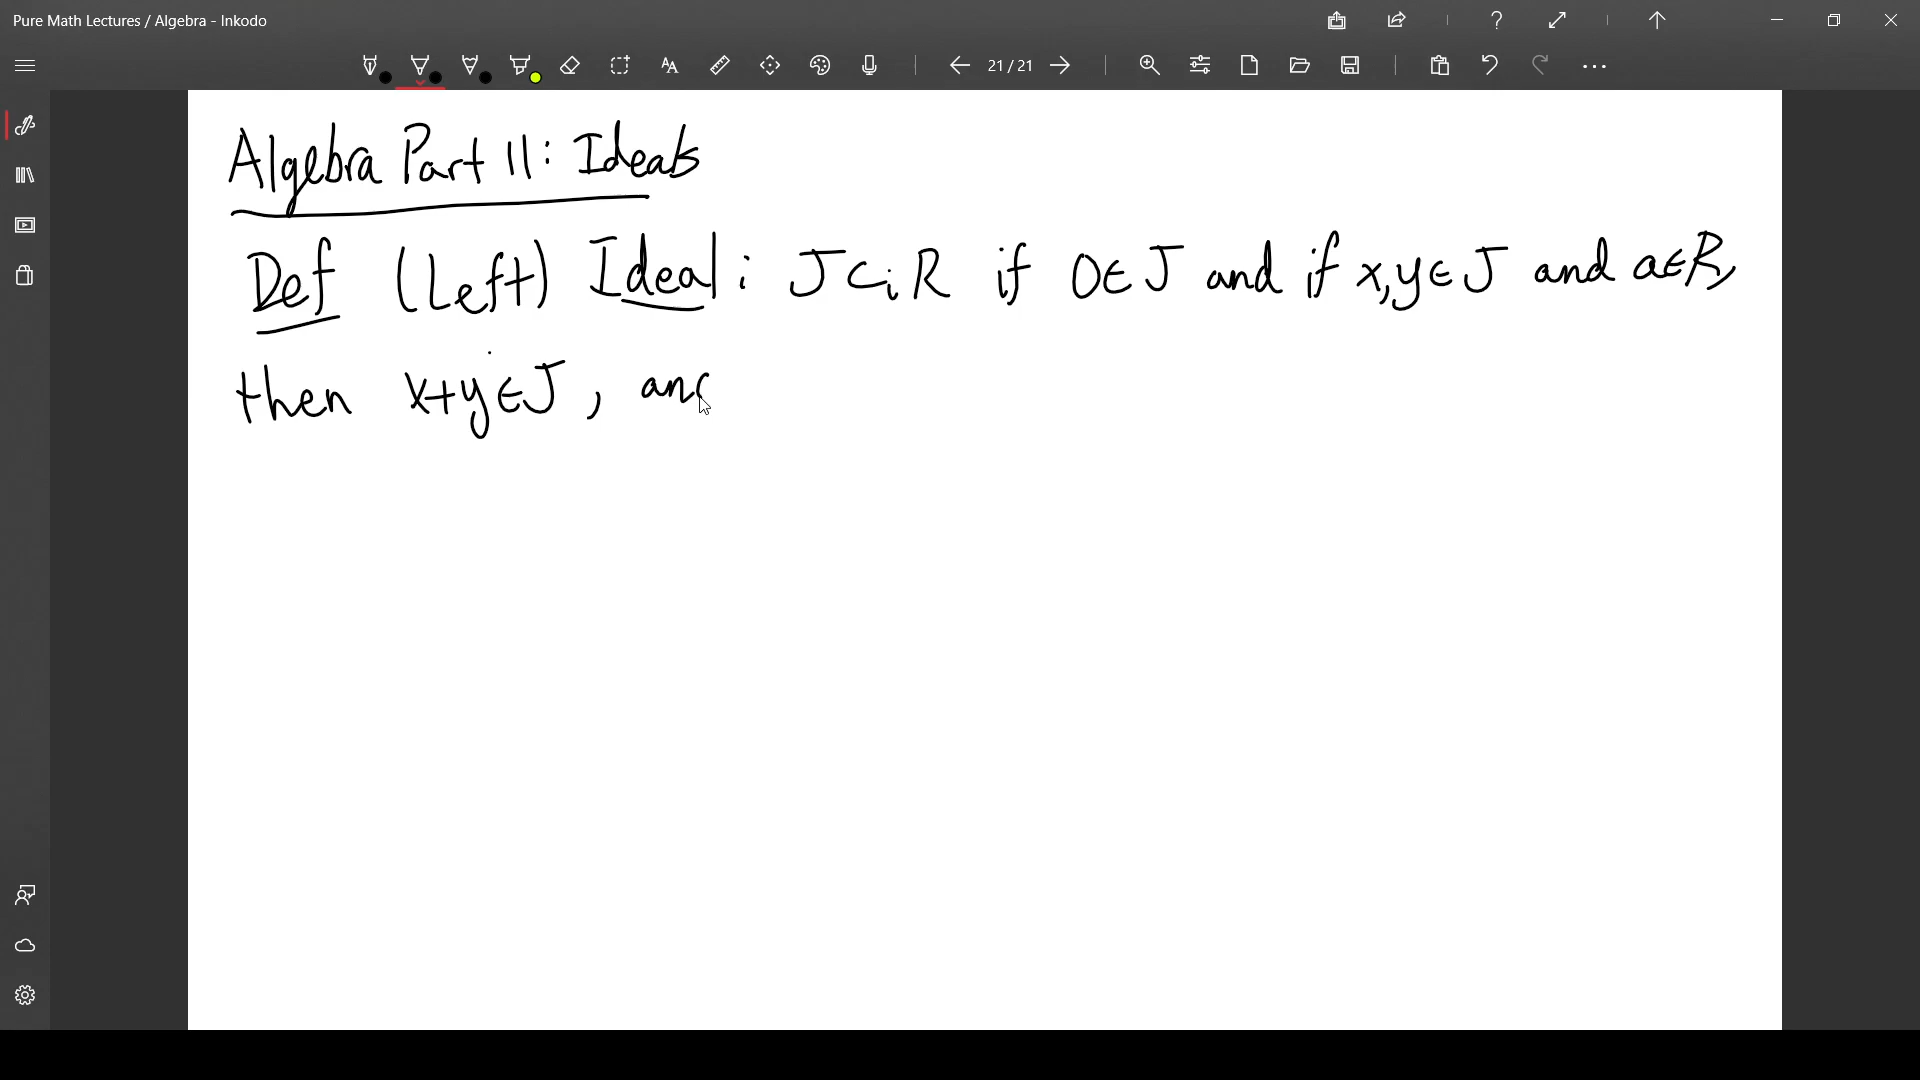 Pure Math Lectures / Algebra - Inkodo
21 / 21
Algebra Part 11: Ideals
Def (Left) Ideal: J⊂ᵢR if 0∈J and if x,y∈J and a∈R,
then x+y∈J, and